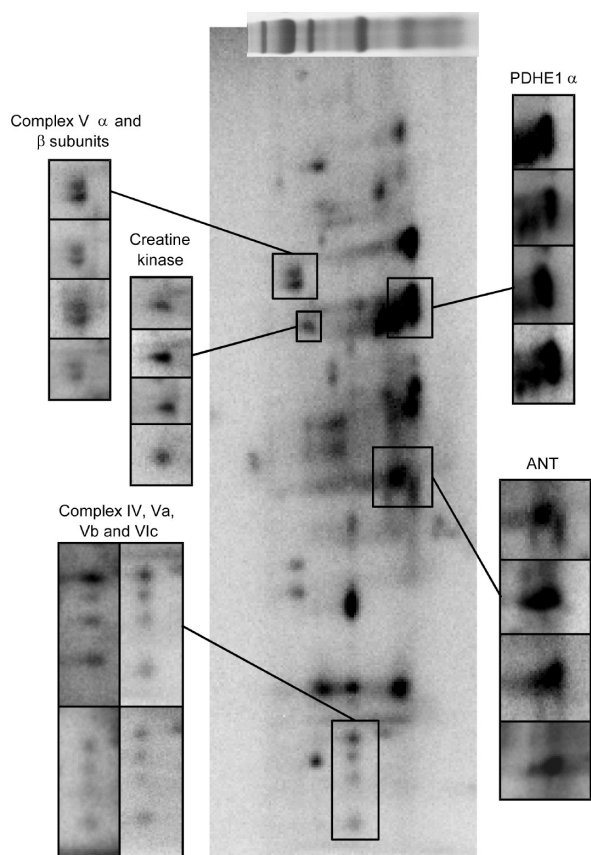 PDHE1 α
Complex V α and
β subunits
Creatine
kinase
ANT
Complex IV, Va,
Vb and VIc